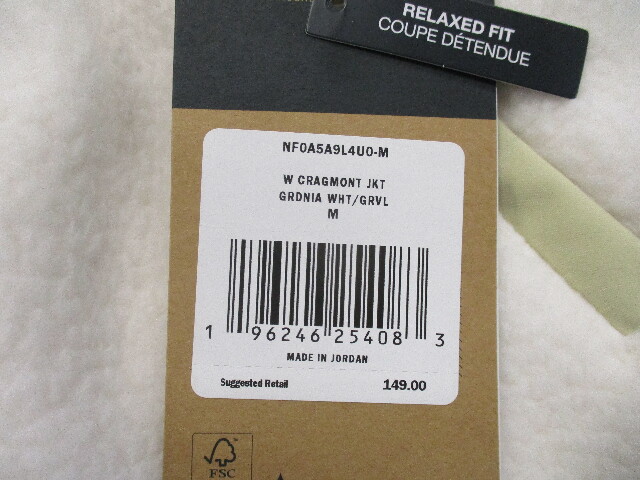 RELAXED FIT
COUPE DÉTENDUE
NF0A5A9L4U0-M
W CRAGMONT JKT
GRDNIA WHT/GRVL
M
1 96246 25408 3
MADE IN JORDAN
Suggested Retail 149.00
FSC